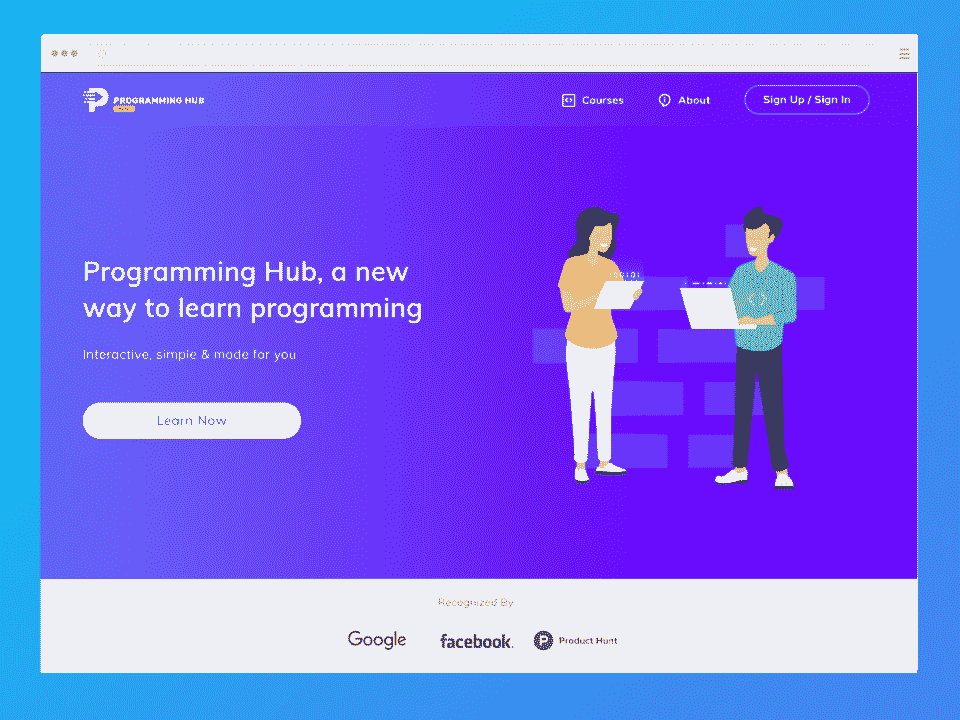 PROGRAMMING HUB
Courses
About
Sign Up / Sign In
Programming Hub, a new
way to learn programming
Interactive, simple & made for you
Learn Now
100101
Recognized By
Google
facebook.
Product Hunt